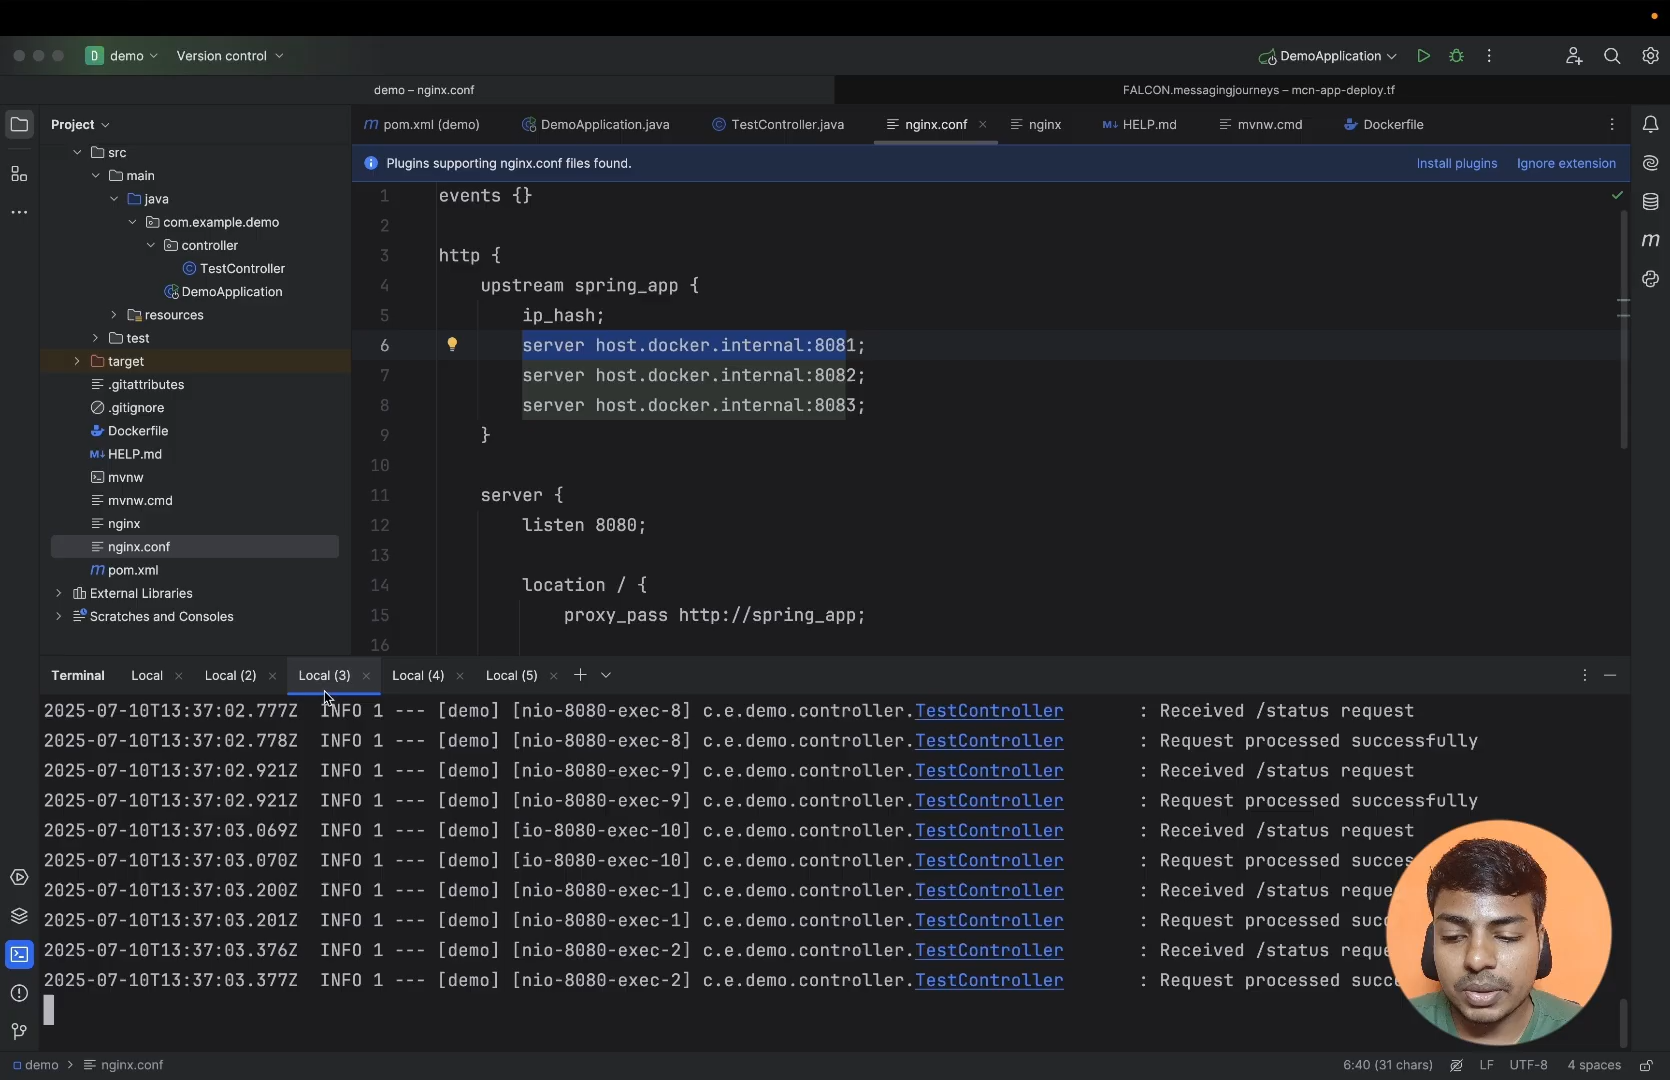 D demo Version control DemoApplication
demo – nginx.conf FALCON.messagingjourneys – mcn-app-deploy.tf
Project
pom.xml (demo) DemoApplication.java TestController.java nginx.conf nginx HELP.md mvnw.cmd Dockerfile
Plugins supporting nginx.conf files found. Install plugins Ignore extension
src
main
java
com.example.demo
controller
TestController
DemoApplication
resources
test
target
.gitattributes
.gitignore
Dockerfile
HELP.md
mvnw
mvnw.cmd
nginx
nginx.conf
pom.xml
External Libraries
Scratches and Consoles
1 events {}
2
3 http {
4 upstream spring_app {
5 ip_hash;
6 server host.docker.internal:8081;
7 server host.docker.internal:8082;
8 server host.docker.internal:8083;
9 }
10
11 server {
12 listen 8080;
13
14 location / {
15 proxy_pass http://spring_app;
16
Terminal Local Local (2) Local (3) Local (4) Local (5)
2025-07-10T13:37:02.777Z INFO 1 --- [demo] [nio-8080-exec-8] c.e.demo.controller.TestController : Received /status request
2025-07-10T13:37:02.778Z INFO 1 --- [demo] [nio-8080-exec-8] c.e.demo.controller.TestController : Request processed successfully
2025-07-10T13:37:02.921Z INFO 1 --- [demo] [nio-8080-exec-9] c.e.demo.controller.TestController : Received /status request
2025-07-10T13:37:02.921Z INFO 1 --- [demo] [nio-8080-exec-9] c.e.demo.controller.TestController : Request processed successfully
2025-07-10T13:37:03.069Z INFO 1 --- [demo] [io-8080-exec-10] c.e.demo.controller.TestController : Received /status request
2025-07-10T13:37:03.070Z INFO 1 --- [demo] [io-8080-exec-10] c.e.demo.controller.TestController : Request processed succes
2025-07-10T13:37:03.200Z INFO 1 --- [demo] [nio-8080-exec-1] c.e.demo.controller.TestController : Received /status reque
2025-07-10T13:37:03.201Z INFO 1 --- [demo] [nio-8080-exec-1] c.e.demo.controller.TestController : Request processed succ
2025-07-10T13:37:03.376Z INFO 1 --- [demo] [nio-8080-exec-2] c.e.demo.controller.TestController : Received /status reque
2025-07-10T13:37:03.377Z INFO 1 --- [demo] [nio-8080-exec-2] c.e.demo.controller.TestController : Request processed succ
demo nginx.conf 6:40 (31 chars) LF UTF-8 4 spaces